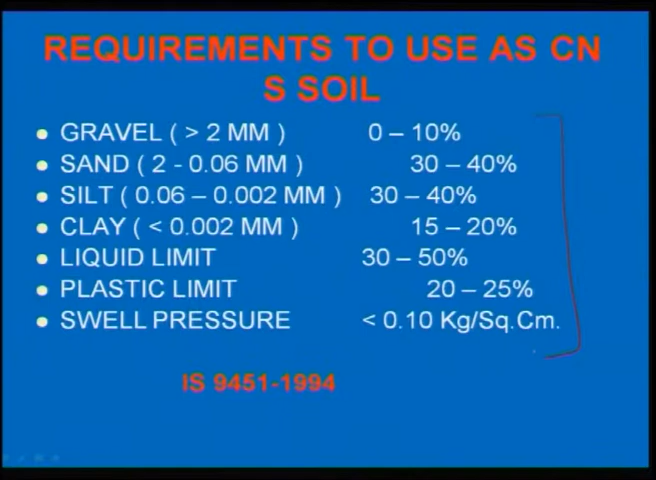 REQUIREMENTS TO USE AS CN
S SOIL
GRAVEL ( > 2 MM ) 0 – 10%
SAND ( 2 - 0.06 MM ) 30 – 40%
SILT ( 0.06 – 0.002 MM ) 30 – 40%
CLAY ( < 0.002 MM ) 15 – 20%
LIQUID LIMIT 30 – 50%
PLASTIC LIMIT 20 – 25%
SWELL PRESSURE < 0.10 Kg/Sq.Cm.
IS 9451-1994